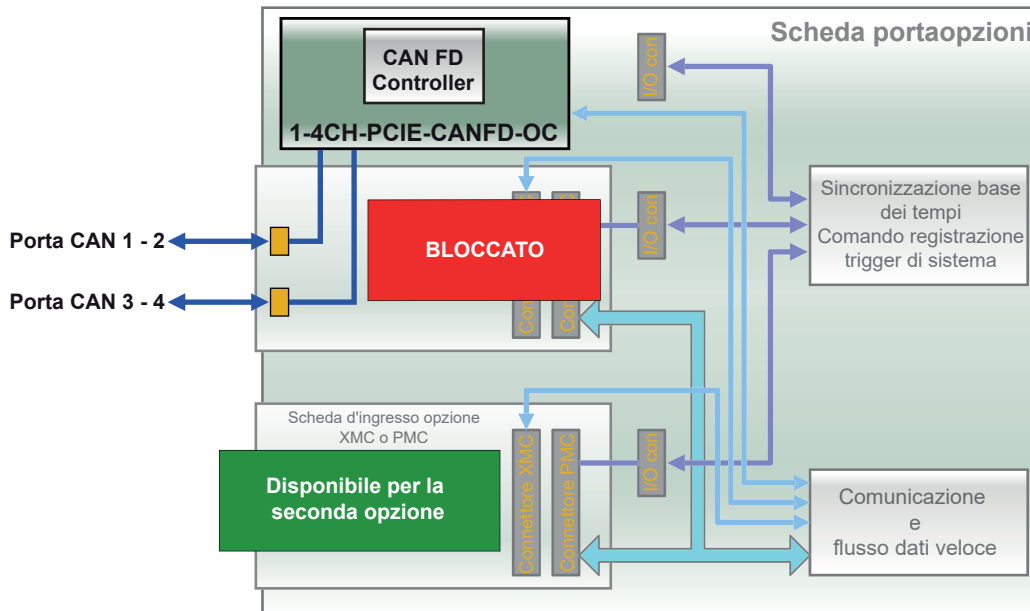 Scheda portaopzioni
CAN FD
Controller
1-4CH-PCIE-CANFD-OC
I/O con
Porta CAN 1 - 2
Porta CAN 3 - 4
BLOCCATO
I/O con
Sincronizzazione base
dei tempi
Comando registrazione
trigger di sistema
Scheda d'ingresso opzione
XMC o PMC
Disponibile per la
seconda opzione
Connettore XMC
Connettore PMC
I/O con
Comunicazione
e
flusso dati veloce